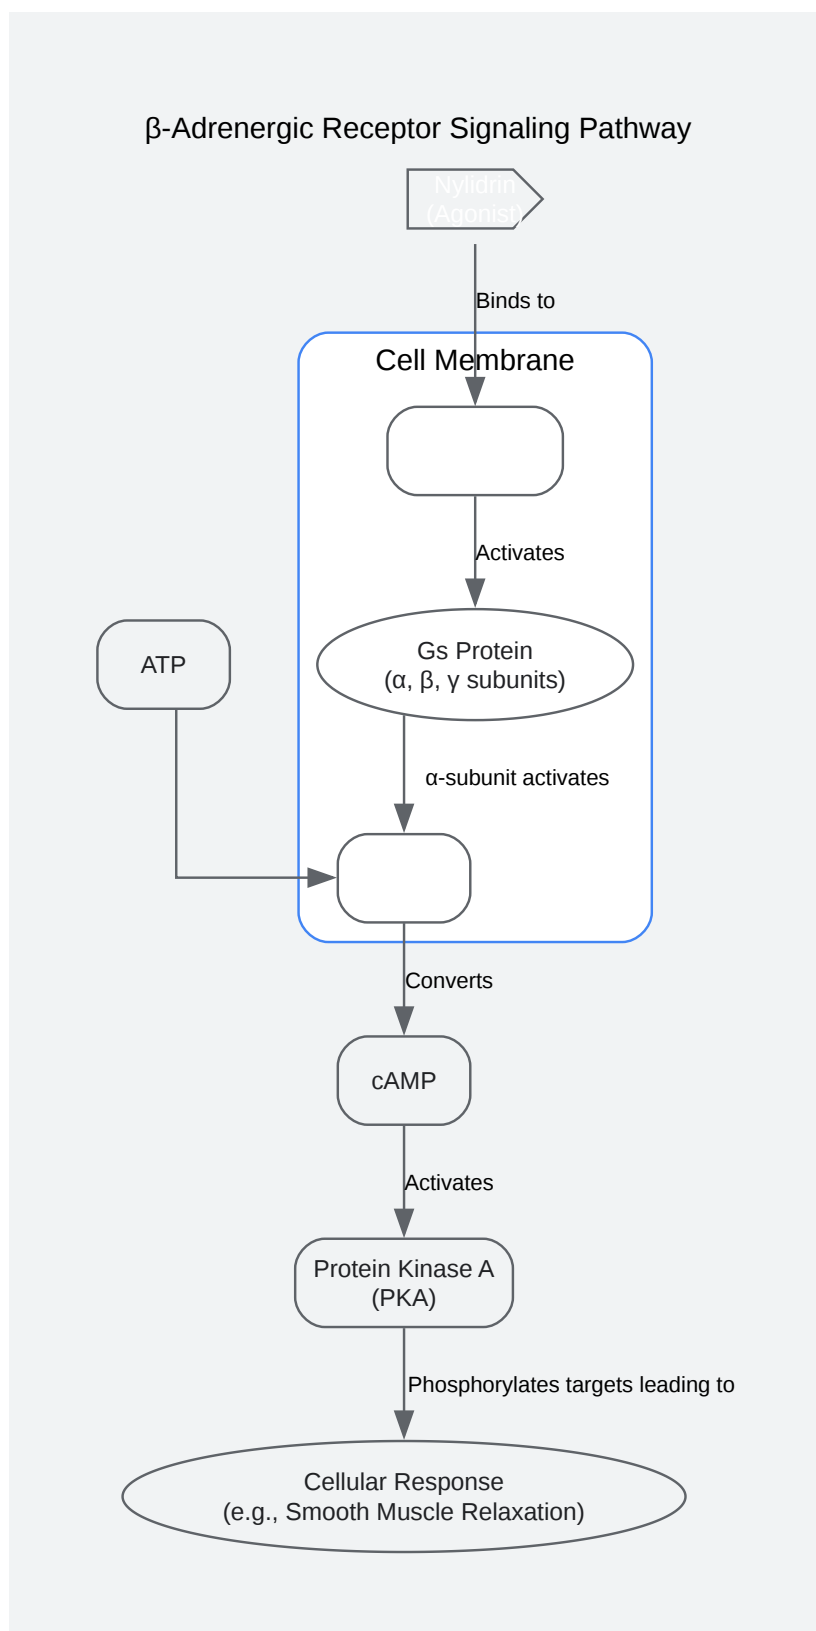 β-Adrenergic Receptor Signaling Pathway
Nylidrin
(Agonist)
Binds to
Cell Membrane
Activates
Gs Protein
(α, β, γ subunits)
ATP
α-subunit activates
Converts
cAMP
Activates
Protein Kinase A
(PKA)
Phosphorylates targets leading to
Cellular Response
(e.g., Smooth Muscle Relaxation)